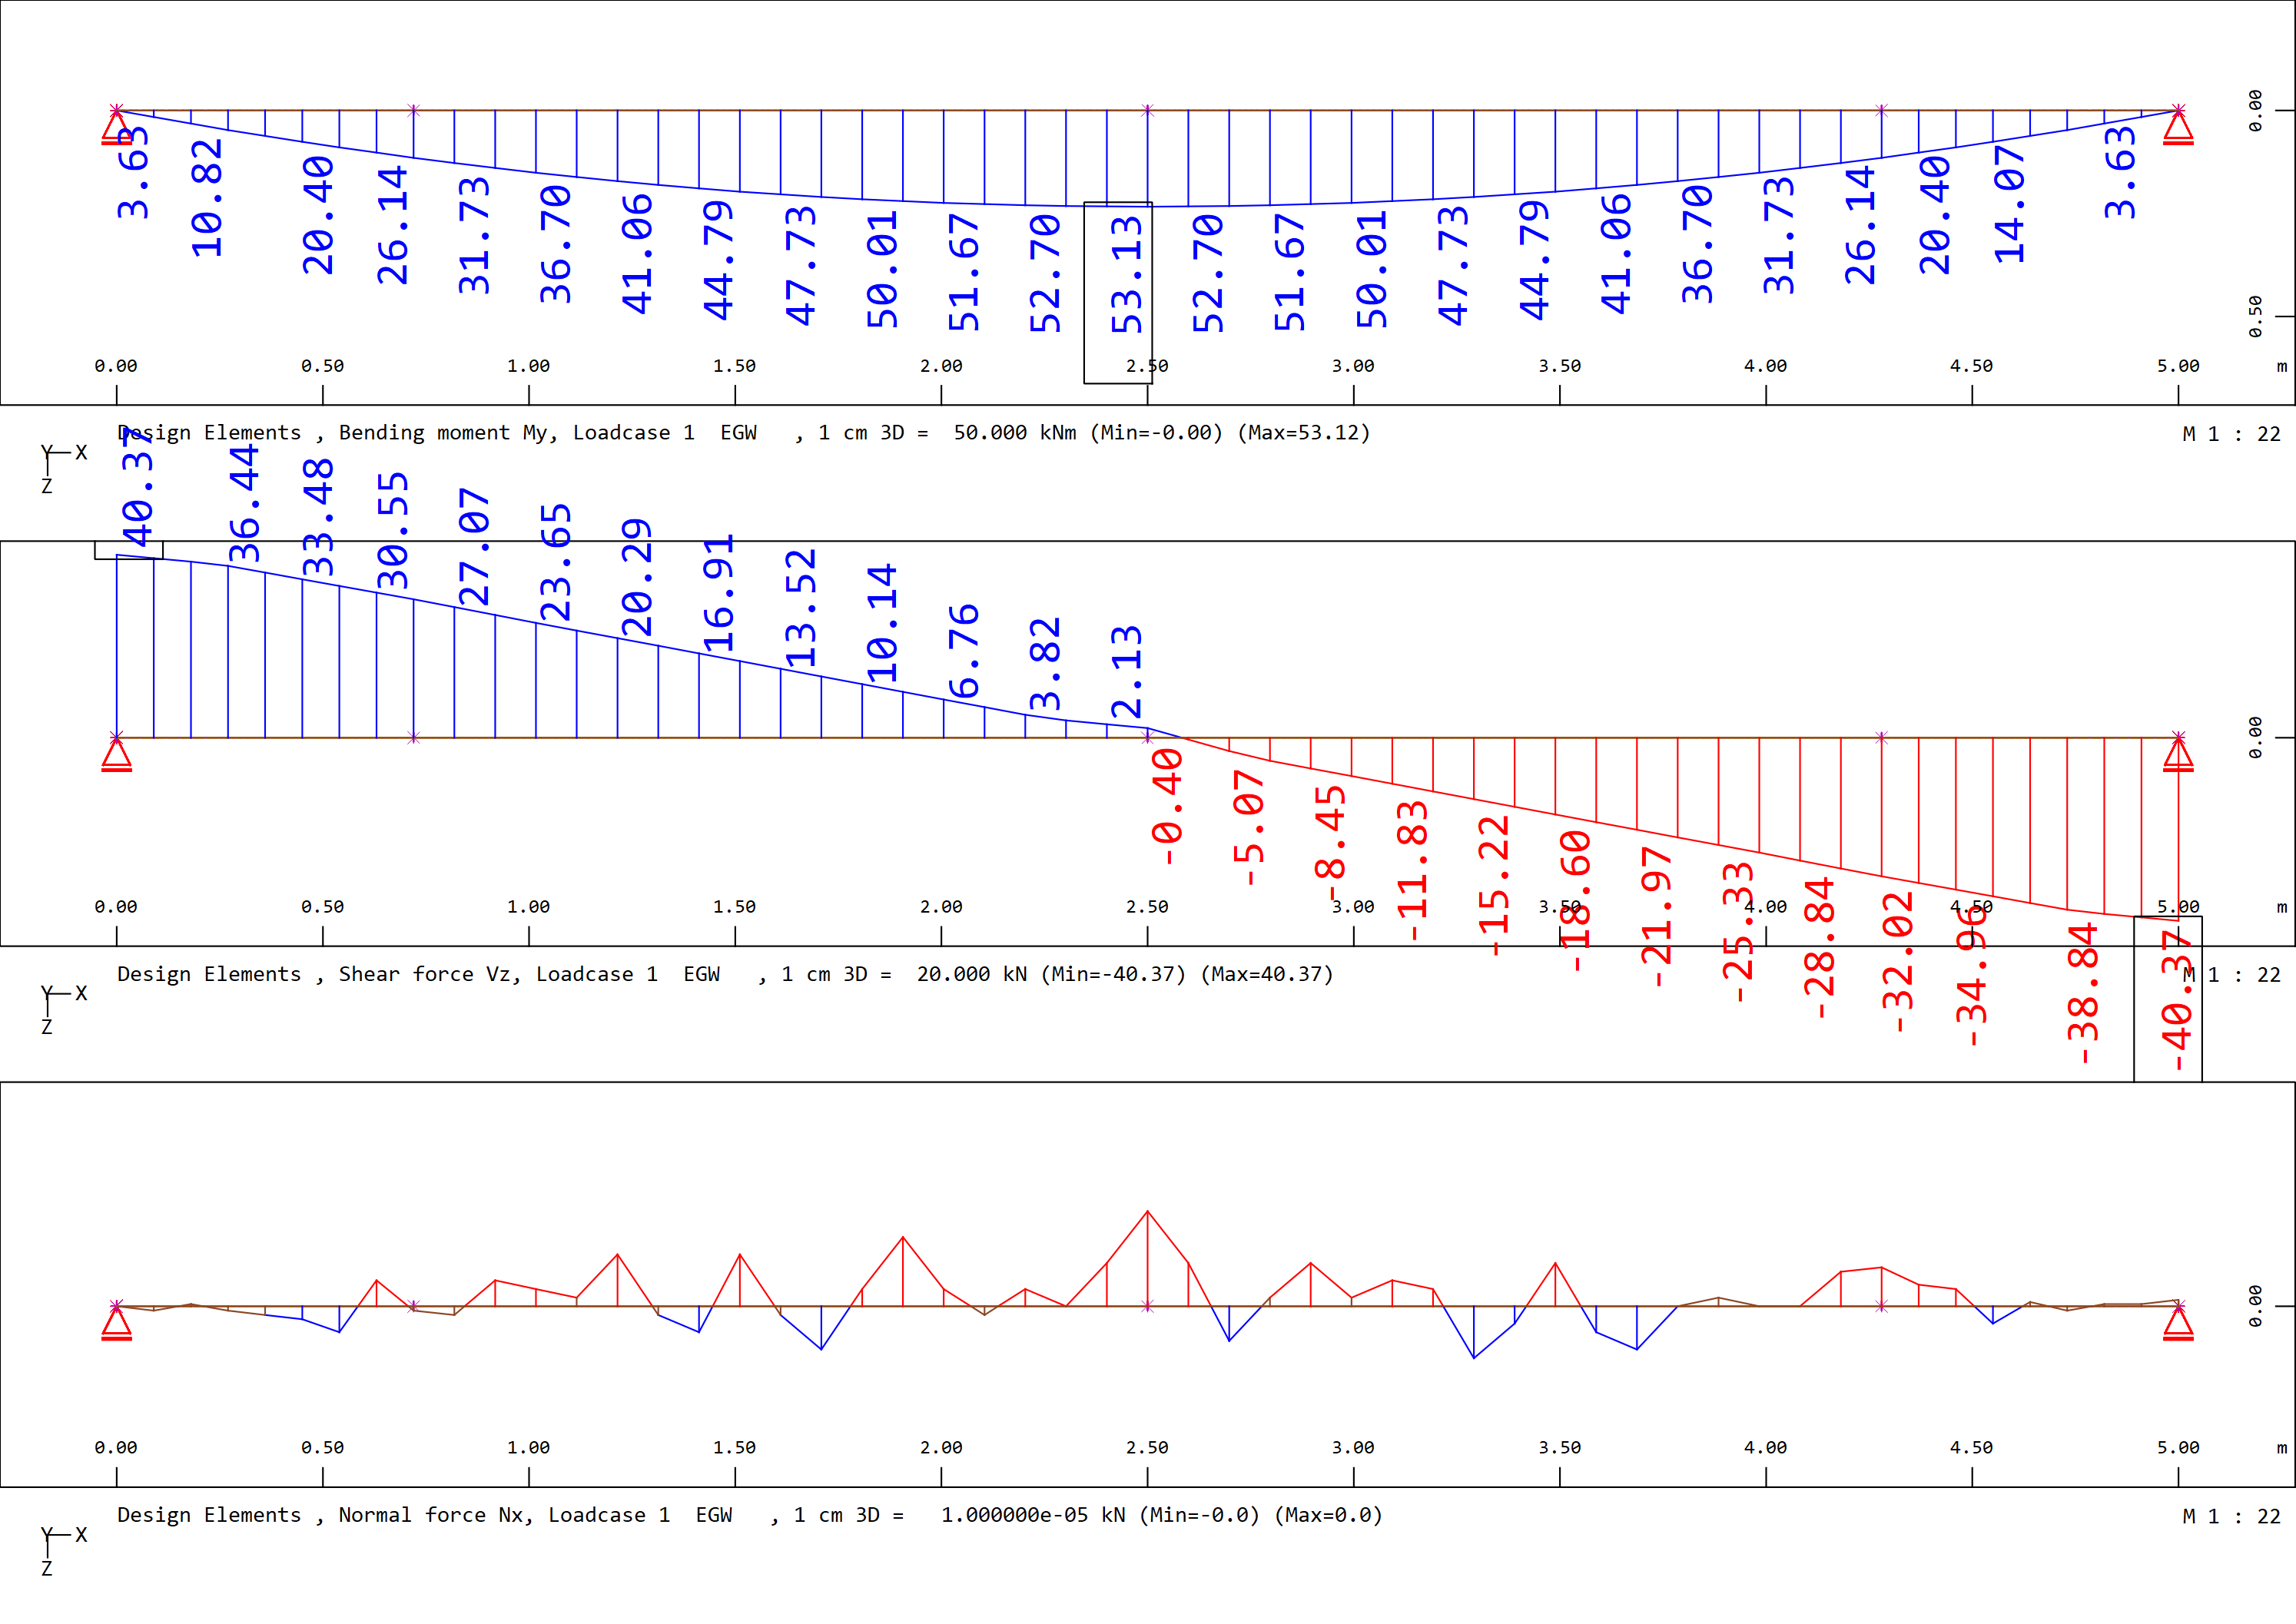 0.00
3.63 10.82 20.40 26.14 31.73 36.70 41.06 44.79 47.73 50.01 51.67 52.70 53.13 52.70 51.67 50.01 47.73 44.79 41.06 36.70 31.73 26.14 20.40 14.07 3.63
0.50
0.00 0.50 1.00 1.50 2.00 2.50 3.00 3.50 4.00 4.50 5.00 m
Design Elements , Bending moment My, Loadcase 1 EGW , 1 cm 3D = 50.000 kNm (Min=-0.00) (Max=53.12)
M 1 : 22
Y X
Z
40.37 36.44 33.48 30.55 27.07 23.65 20.29 16.91 13.52 10.14 6.76 3.82 2.13
0.00
-0.40 -5.07 -8.45 -11.83 -15.22 -18.60 -21.97 -25.33 -28.84 -32.02 -34.96 -38.84 -40.37
0.00 0.50 1.00 1.50 2.00 2.50 3.00 3.50 4.00 4.50 5.00 m
Design Elements , Shear force Vz, Loadcase 1 EGW , 1 cm 3D = 20.000 kN (Min=-40.37) (Max=40.37)
M 1 : 22
Y X
Z
0.00
0.00 0.50 1.00 1.50 2.00 2.50 3.00 3.50 4.00 4.50 5.00 m
Design Elements , Normal force Nx, Loadcase 1 EGW , 1 cm 3D = 1.000000e-05 kN (Min=-0.0) (Max=0.0)
M 1 : 22
Y X
Z